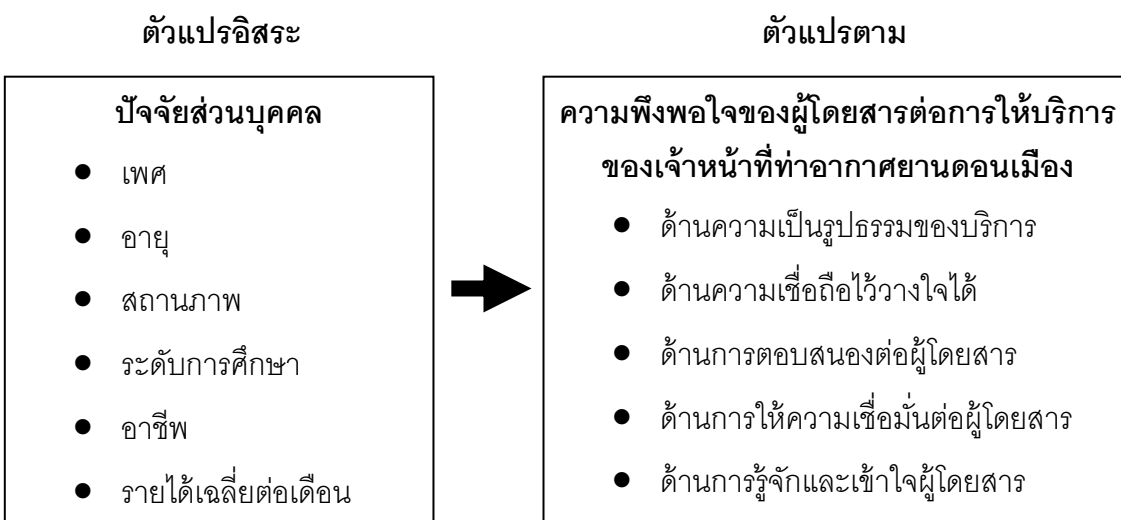 ตัวแปรอิสระ
ตัวแปรตาม
ปัจจัยส่วนบุคคล
● เพศ
● อายุ
● สถานภาพ
● ระดับการศึกษา
● อาชีพ
● รายได้เฉลี่ยต่อเดือน
ความพึงพอใจของผู้โดยสารต่อการให้บริการ
ของเจ้าหน้าที่ท่าอากาศยานดอนเมือง
● ด้านความเป็นรูปธรรมของบริการ
● ด้านความเชื่อถือไว้วางใจได้
● ด้านการตอบสนองต่อผู้โดยสาร
● ด้านการให้ความเชื่อมั่นต่อผู้โดยสาร
● ด้านการรู้จักและเข้าใจผู้โดยสาร